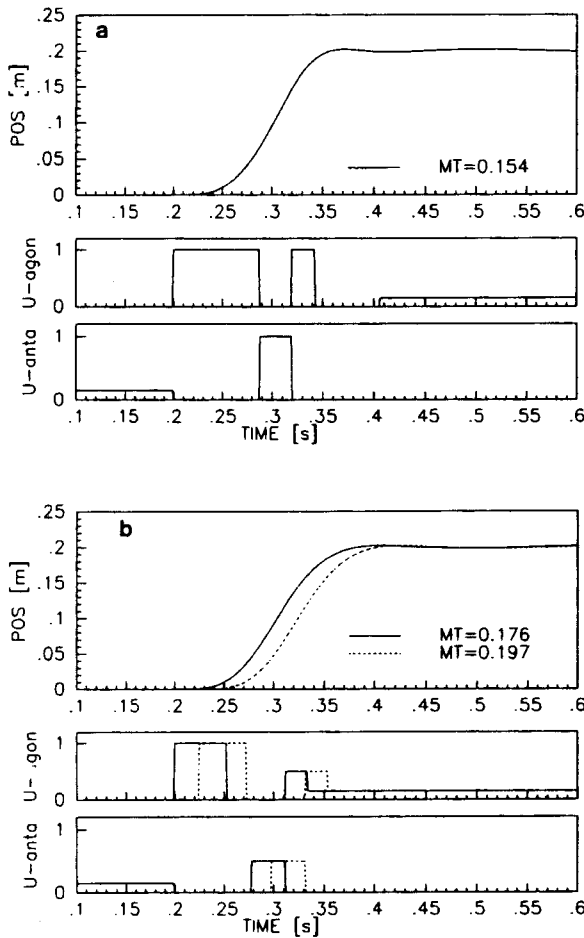 a
POS [m]
.25
.2
.15
.1
.05
0
MT=0.154
.1 .15 .2 .25 .3 .35 .4 .45 .5 .55 .6
U-agon
1
0
U-anta
1
0
.1 .15 .2 .25 .3 .35 .4 .45 .5 .55 .6
TIME [s]
b
POS [m]
.25
.2
.15
.1
.05
0
MT=0.176
MT=0.197
.1 .15 .2 .25 .3 .35 .4 .45 .5 .55 .6
U- .gon
1
0
U-anta
1
0
.1 .15 .2 .25 .3 .35 .4 .45 .5 .55 .6
TIME [s]